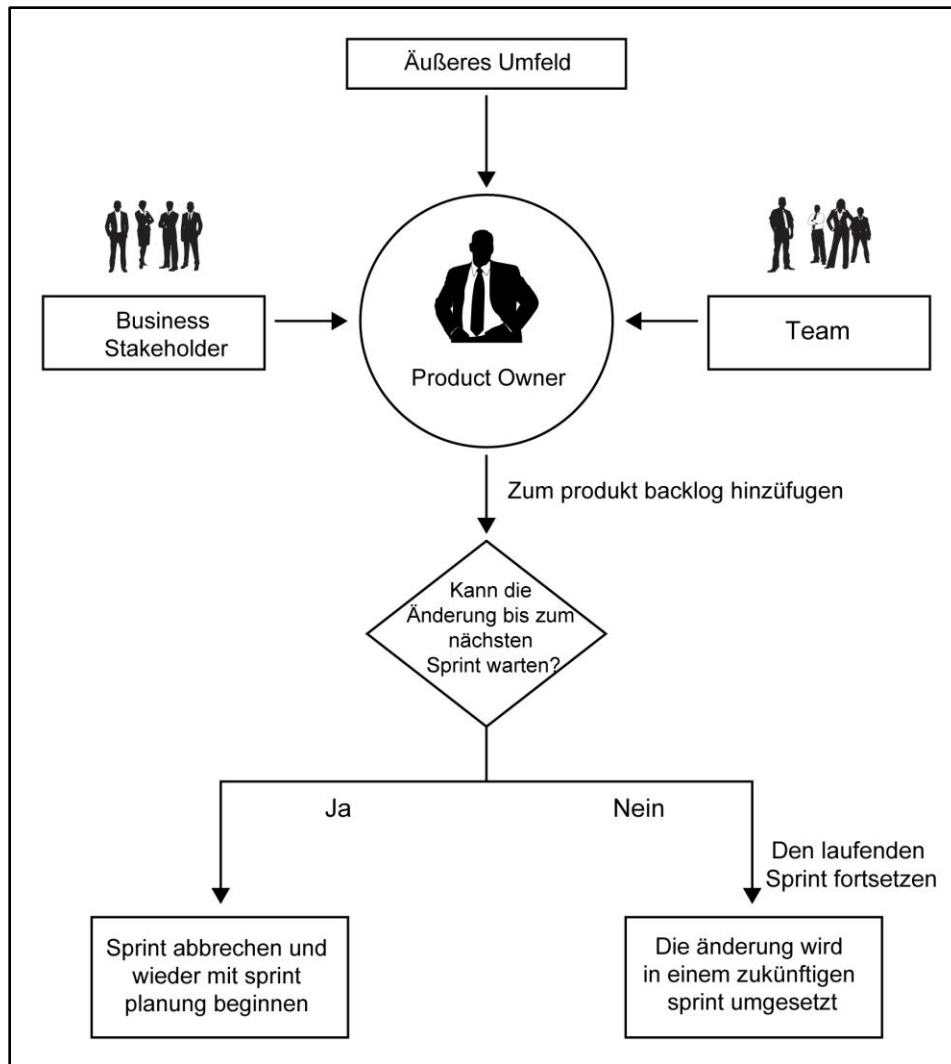 Äußeres Umfeld
Business
Stakeholder
Product Owner
Team
Zum produkt backlog hinzüfugen
Kann die
Änderung bis zum
nächsten
Sprint warten?
Ja
Nein
Den laufenden
Sprint fortsetzen
Sprint abbrechen und
wieder mit sprint
planung beginnen
Die änderung wird
in einem zukünftigen
sprint umgesetzt